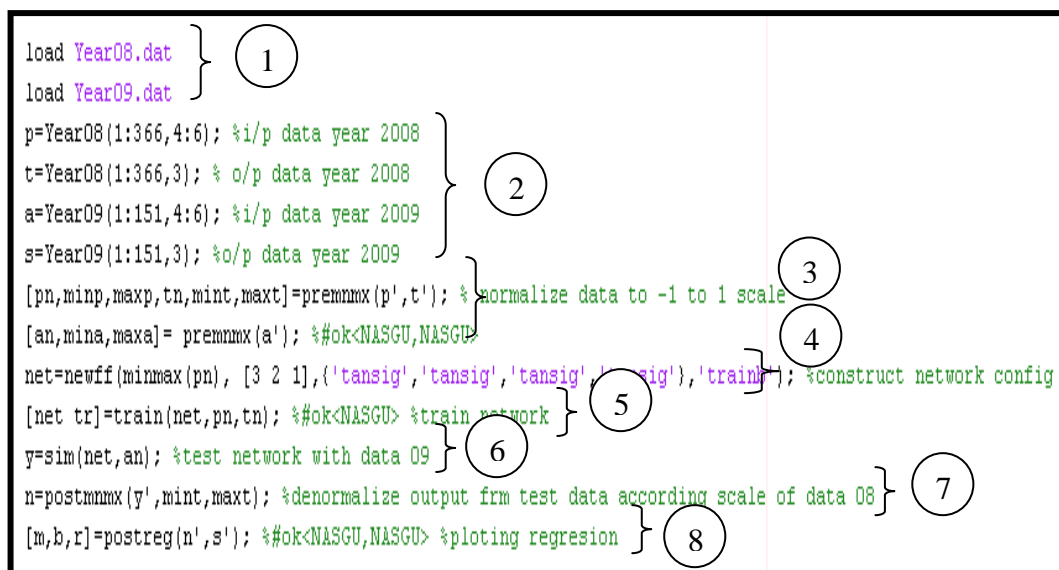 load Year08.dat
1
load Year09.dat
p=Year08(1:366,4:6); %i/p data year 2008
t=Year08(1:366,3); % o/p data year 2008
2
a=Year09(1:151,4:6); %i/p data year 2009
s=Year09(1:151,3); %o/p data year 2009
3
[pn,minp,maxp,tn,mint,maxt]=premnmx(p',t'); % normalize data to -1 to 1 scale
4
[an,mina,maxa]= premnmx(a'); %#ok<NASGU,NASGU>
net=newff(minmax(pn), [3 2 1],{'tansig','tansig','tansig', },' ); %construct network config
5
[net tr]=train(net,pn,tn); %#ok<NASGU> %train network
6
y=sim(net,an); %test network with data 09
7
n=postmnmx(y',mint,maxt); %denormalize output frm test data according scale of data 08
8
[m,b,r]=postreg(n',s'); %#ok<NASGU,NASGU> %ploting regresion